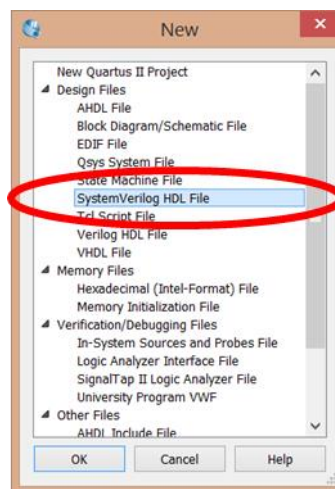 New
New Quartus II Project
Design Files
AHDL File
Block Diagram/Schematic File
EDIF File
Qsys System File
State Machine File
SystemVerilog HDL File
Tcl Script File
Verilog HDL File
VHDL File
Memory Files
Hexadecimal (Intel-Format) File
Memory Initialization File
Verification/Debugging Files
In-System Sources and Probes File
Logic Analyzer Interface File
SignalTap II Logic Analyzer File
University Program VWF
Other Files
AHDL Include File
OK Cancel Help